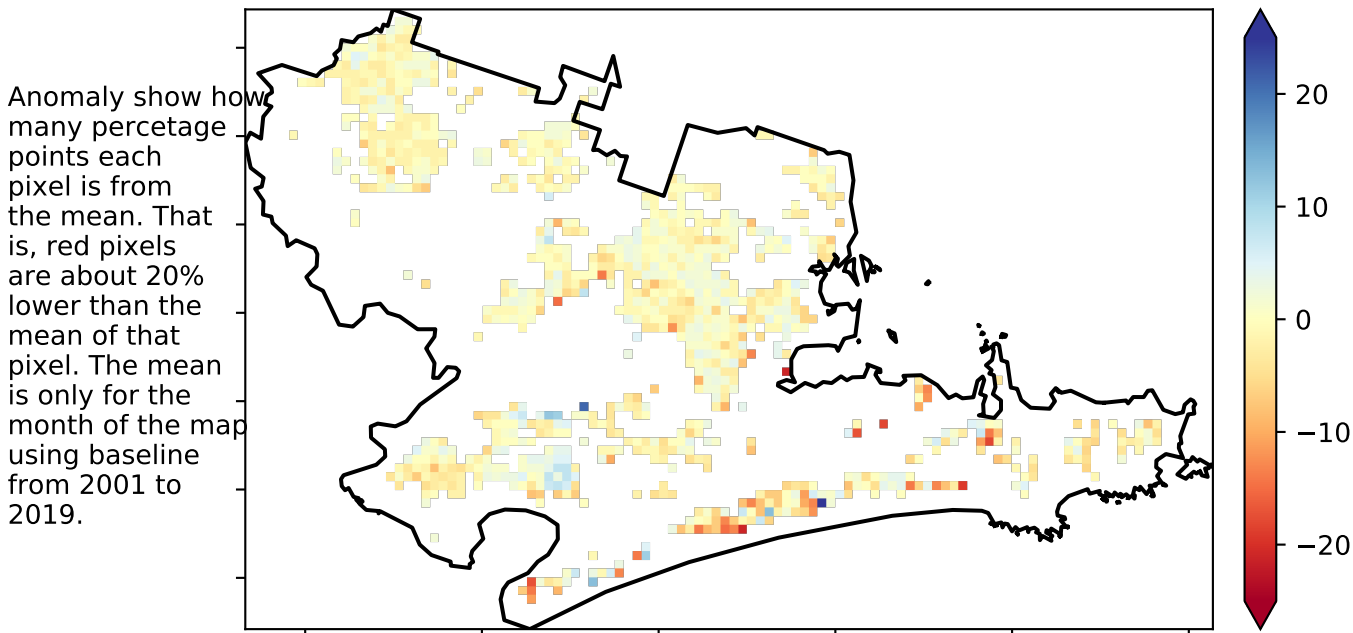 Anomaly show how
many percetage
points each
pixel is from
the mean. That
is, red pixels
are about 20%
lower than the
mean of that
pixel. The mean
is only for the
month of the map
using baseline
from 2001 to
2019.
20
10
0
−10
−20